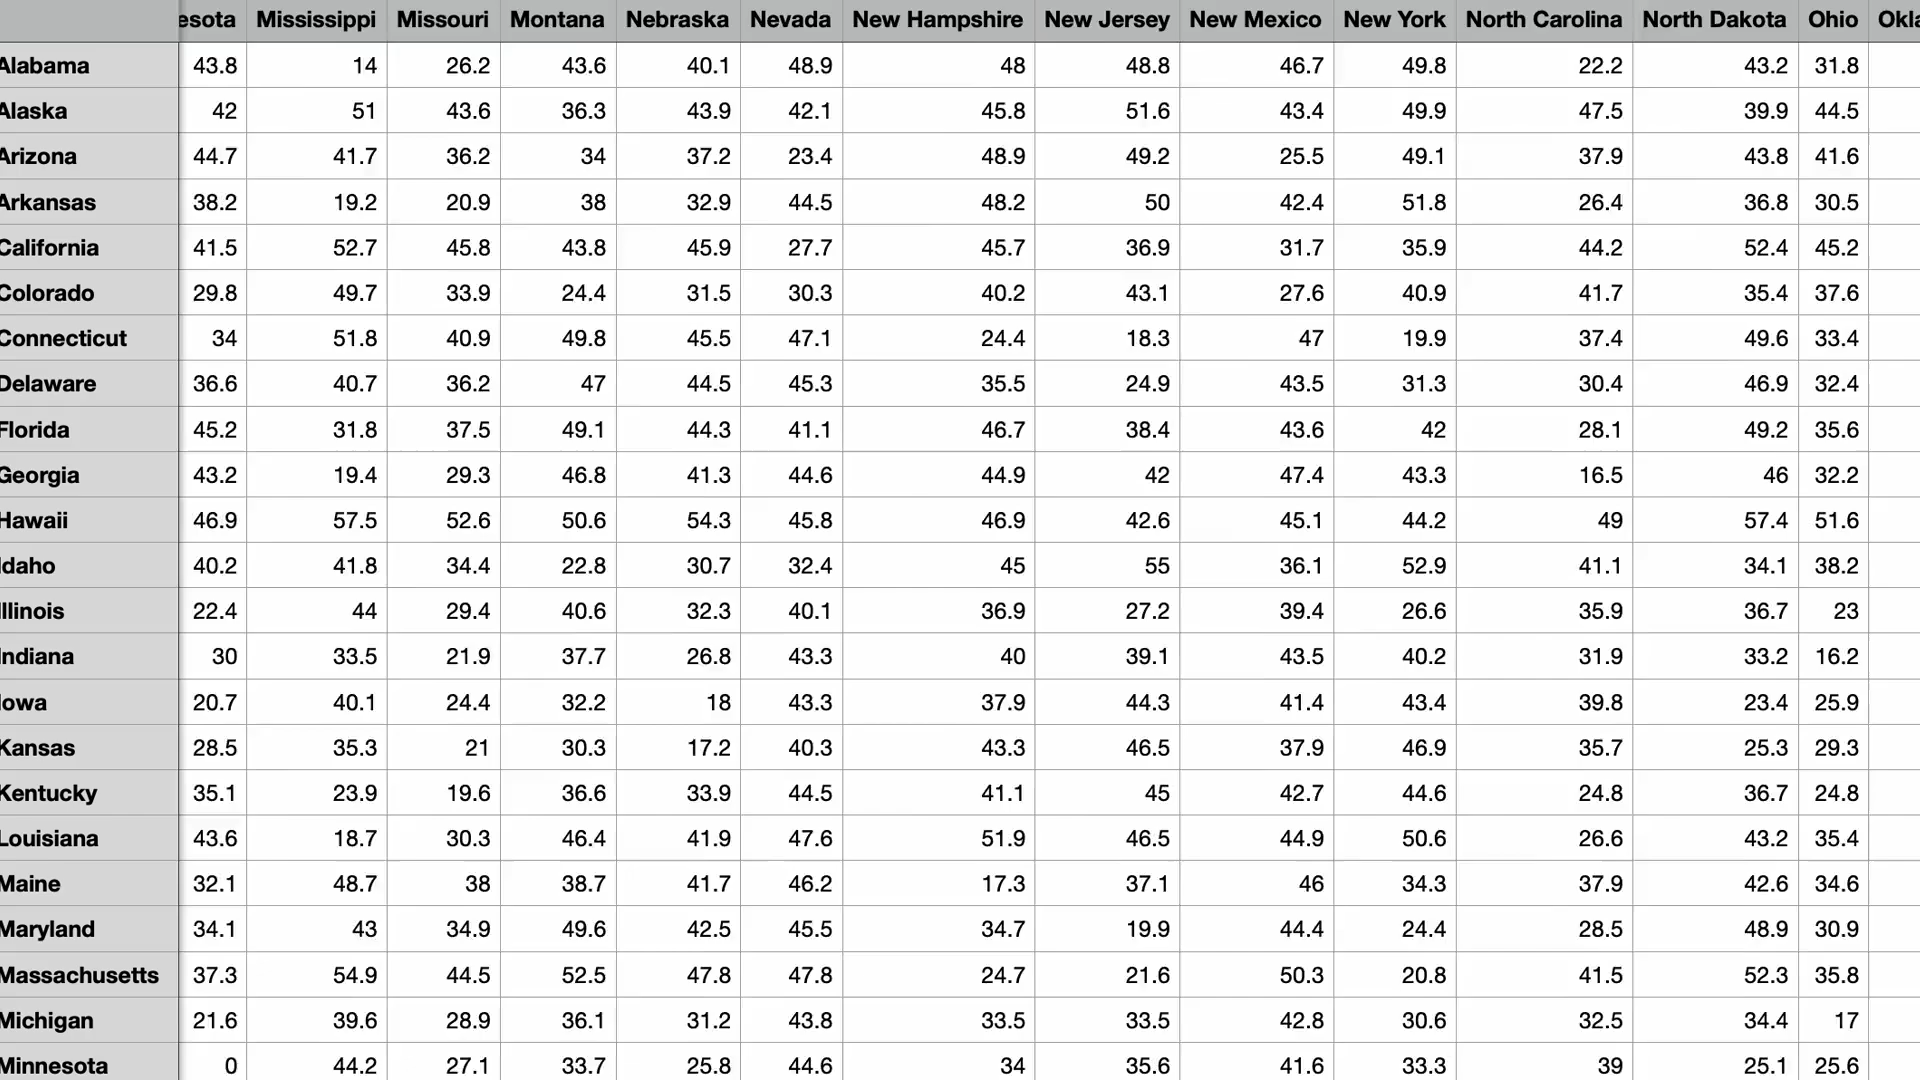 esota Mississippi Missouri Montana Nebraska Nevada New Hampshire New Jersey New Mexico New York North Carolina North Dakota Ohio Okla
Alabama 43.8 14 26.2 43.6 40.1 48.9 48 48.8 46.7 49.8 22.2 43.2 31.8
Alaska 42 51 43.6 36.3 43.9 42.1 45.8 51.6 43.4 49.9 47.5 39.9 44.5
Arizona 44.7 41.7 36.2 34 37.2 23.4 48.9 49.2 25.5 49.1 37.9 43.8 41.6
Arkansas 38.2 19.2 20.9 38 32.9 44.5 48.2 50 42.4 51.8 26.4 36.8 30.5
California 41.5 52.7 45.8 43.8 45.9 27.7 45.7 36.9 31.7 35.9 44.2 52.4 45.2
Colorado 29.8 49.7 33.9 24.4 31.5 30.3 40.2 43.1 27.6 40.9 41.7 35.4 37.6
Connecticut 34 51.8 40.9 49.8 45.5 47.1 24.4 18.3 47 19.9 37.4 49.6 33.4
Delaware 36.6 40.7 36.2 47 44.5 45.3 35.5 24.9 43.5 31.3 30.4 46.9 32.4
Florida 45.2 31.8 37.5 49.1 44.3 41.1 46.7 38.4 43.6 42 28.1 49.2 35.6
Georgia 43.2 19.4 29.3 46.8 41.3 44.6 44.9 42 47.4 43.3 16.5 46 32.2
Hawaii 46.9 57.5 52.6 50.6 54.3 45.8 46.9 42.6 45.1 44.2 49 57.4 51.6
Idaho 40.2 41.8 34.4 22.8 30.7 32.4 45 55 36.1 52.9 41.1 34.1 38.2
Illinois 22.4 44 29.4 40.6 32.3 40.1 36.9 27.2 39.4 26.6 35.9 36.7 23
Indiana 30 33.5 21.9 37.7 26.8 43.3 40 39.1 43.5 40.2 31.9 33.2 16.2
Iowa 20.7 40.1 24.4 32.2 18 43.3 37.9 44.3 41.4 43.4 39.8 23.4 25.9
Kansas 28.5 35.3 21 30.3 17.2 40.3 43.3 46.5 37.9 46.9 35.7 25.3 29.3
Kentucky 35.1 23.9 19.6 36.6 33.9 44.5 41.1 45 42.7 44.6 24.8 36.7 24.8
Louisiana 43.6 18.7 30.3 46.4 41.9 47.6 51.9 46.5 44.9 50.6 26.6 43.2 35.4
Maine 32.1 48.7 38 38.7 41.7 46.2 17.3 37.1 46 34.3 37.9 42.6 34.6
Maryland 34.1 43 34.9 49.6 42.5 45.5 34.7 19.9 44.4 24.4 28.5 48.9 30.9
Massachusetts 37.3 54.9 44.5 52.5 47.8 47.8 24.7 21.6 50.3 20.8 41.5 52.3 35.8
Michigan 21.6 39.6 28.9 36.1 31.2 43.8 33.5 33.5 42.8 30.6 32.5 34.4 17
Minnesota 0 44.2 27.1 33.7 25.8 44.6 34 35.6 41.6 33.3 39 25.1 25.6